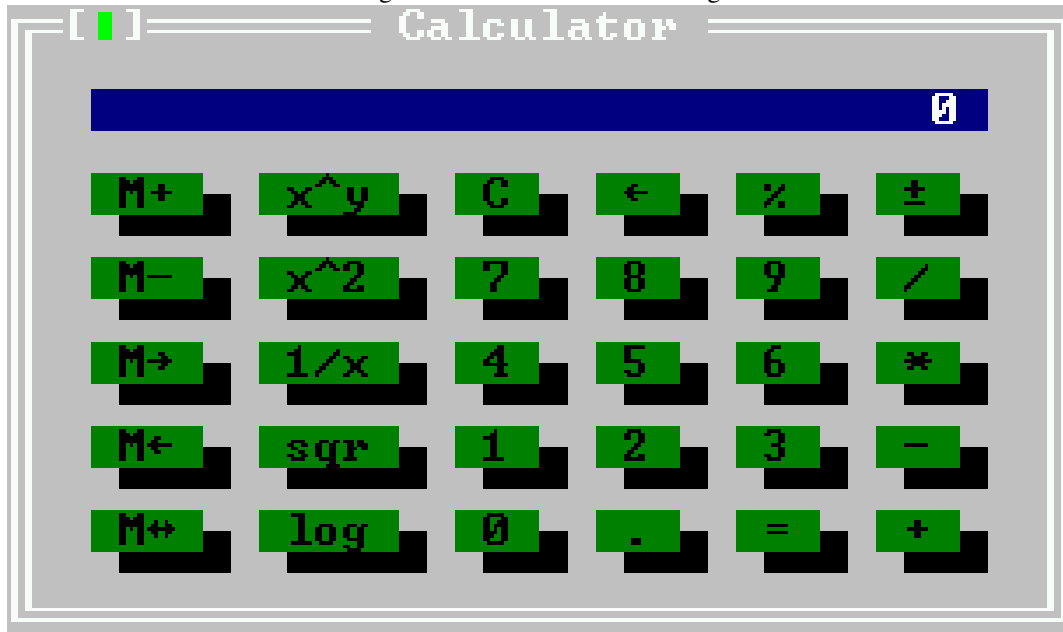 [ ] Calculator
0
M+ x^y C ← % ±
M− x^2 7 8 9 /
M→ 1/x 4 5 6 *
M← sqr 1 2 3 −
M↔ log 0 . = +